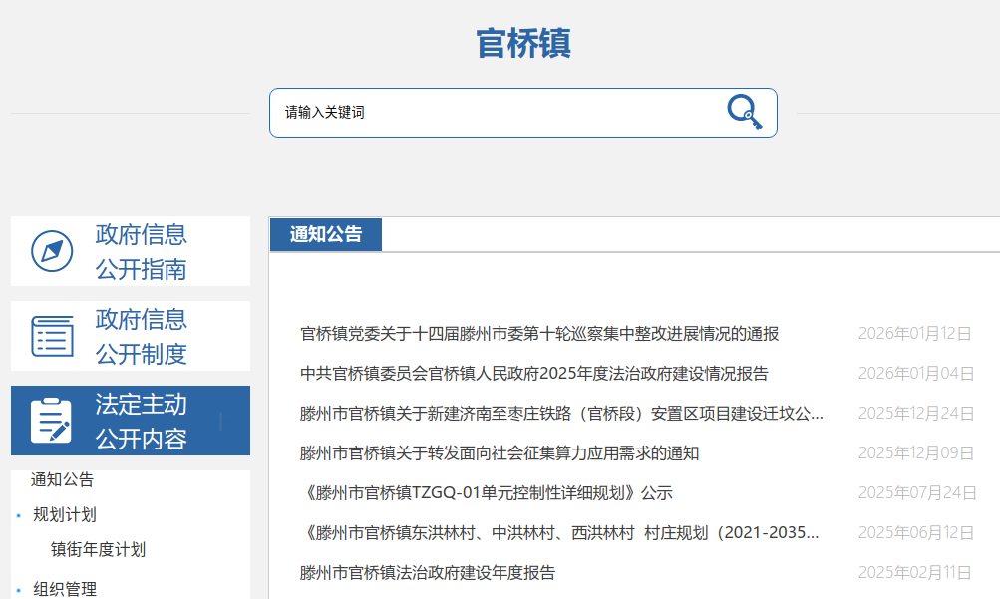 官桥镇
请输入关键词
政府信息
公开指南
政府信息
公开制度
法定主动
公开内容
通知公告
规划计划
镇街年度计划
组织管理
通知公告
官桥镇党委关于十四届滕州市委第十轮巡察集中整改进展情况的通报 2026年01月12日
中共官桥镇委员会官桥镇人民政府2025年度法治政府建设情况报告 2026年01月04日
滕州市官桥镇关于新建济南至枣庄铁路（官桥段）安置区项目建设迁坟公... 2025年12月24日
滕州市官桥镇关于转发面向社会征集算力应用需求的通知 2025年12月09日
《滕州市官桥镇TZGQ-01单元控制性详细规划》公示 2025年07月24日
《滕州市官桥镇东洪林村、中洪林村、西洪林村 村庄规划（2021-2035... 2025年06月12日
滕州市官桥镇法治政府建设年度报告 2025年02月11日